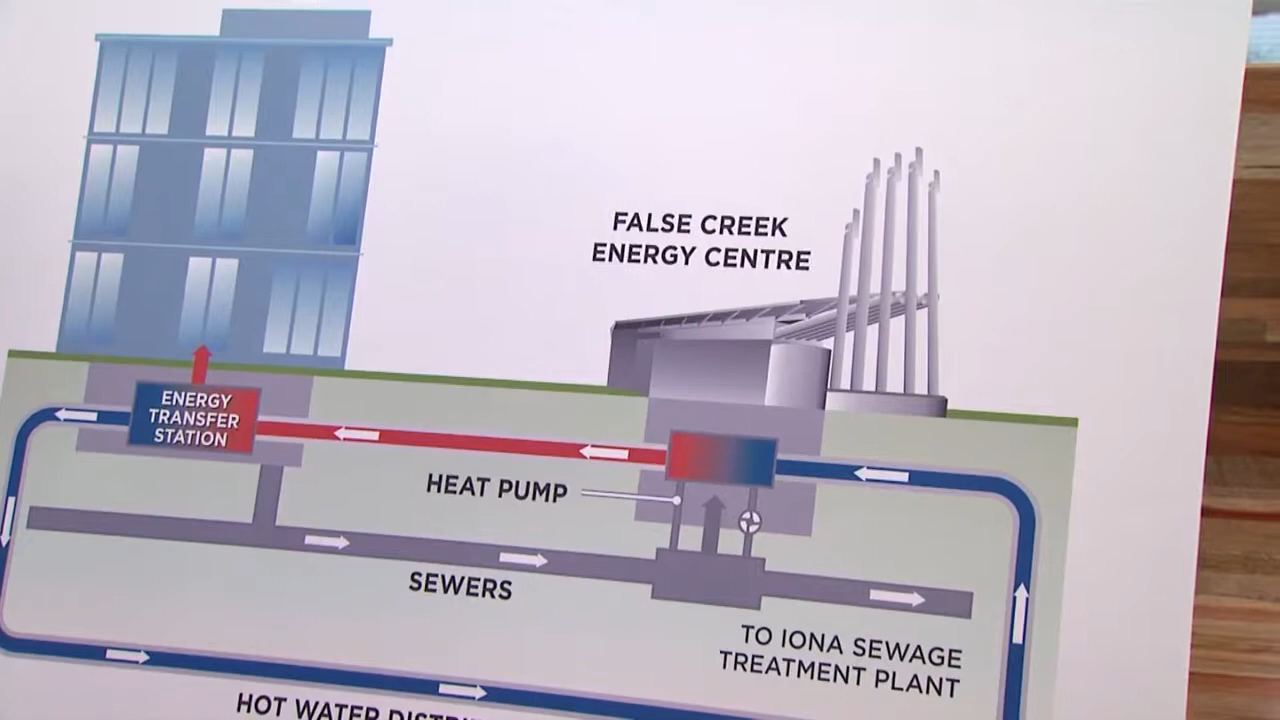 FALSE CREEK
ENERGY CENTRE
ENERGY
TRANSFER
STATION
HEAT PUMP
SEWERS
TO IONA SEWAGE
TREATMENT PLANT
HOT WATER